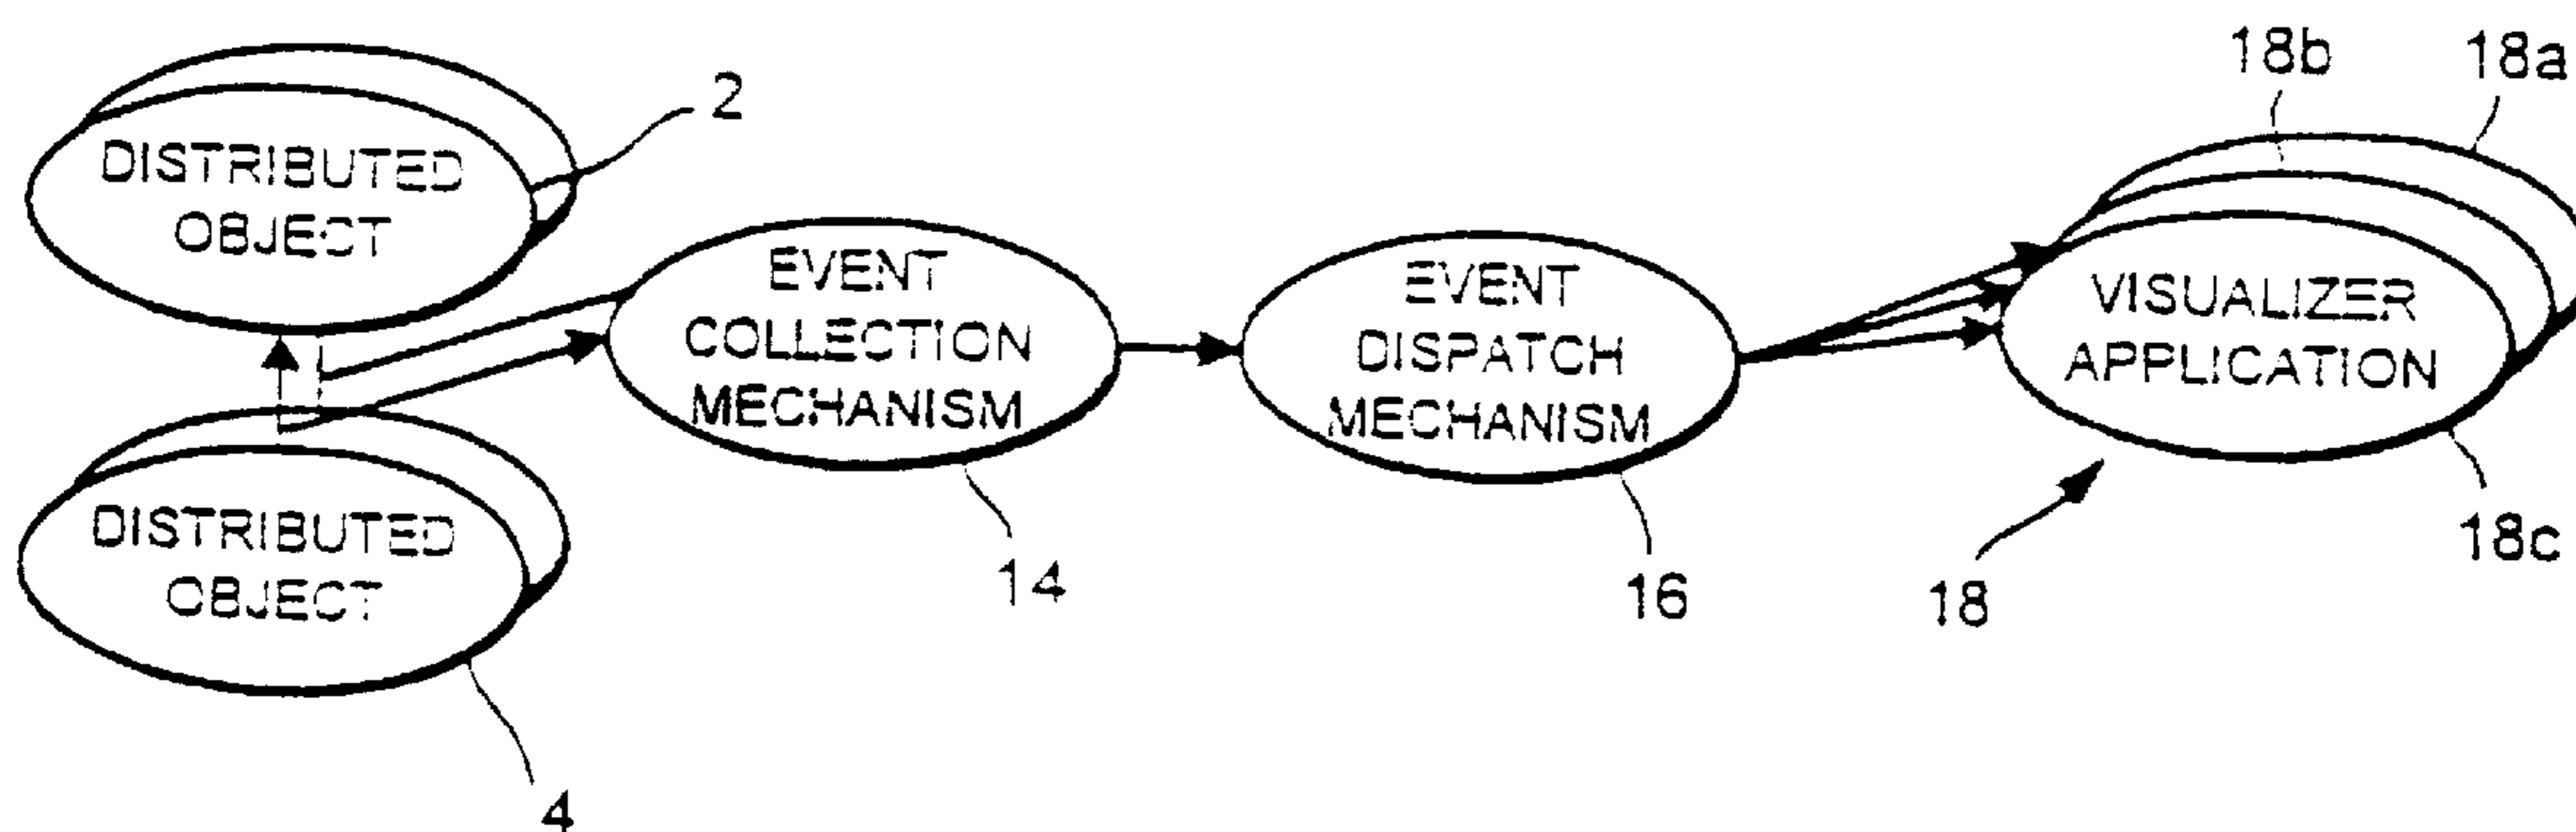 18b
18a
2
DISTRIBUTED
OBJECT
EVENT
COLLECTION
MECHANISM
EVENT
DISPATCH
MECHANISM
VISUALIZER
APPLICATION
DISTRIBUTED
OBJECT
14
16
18
18c
4